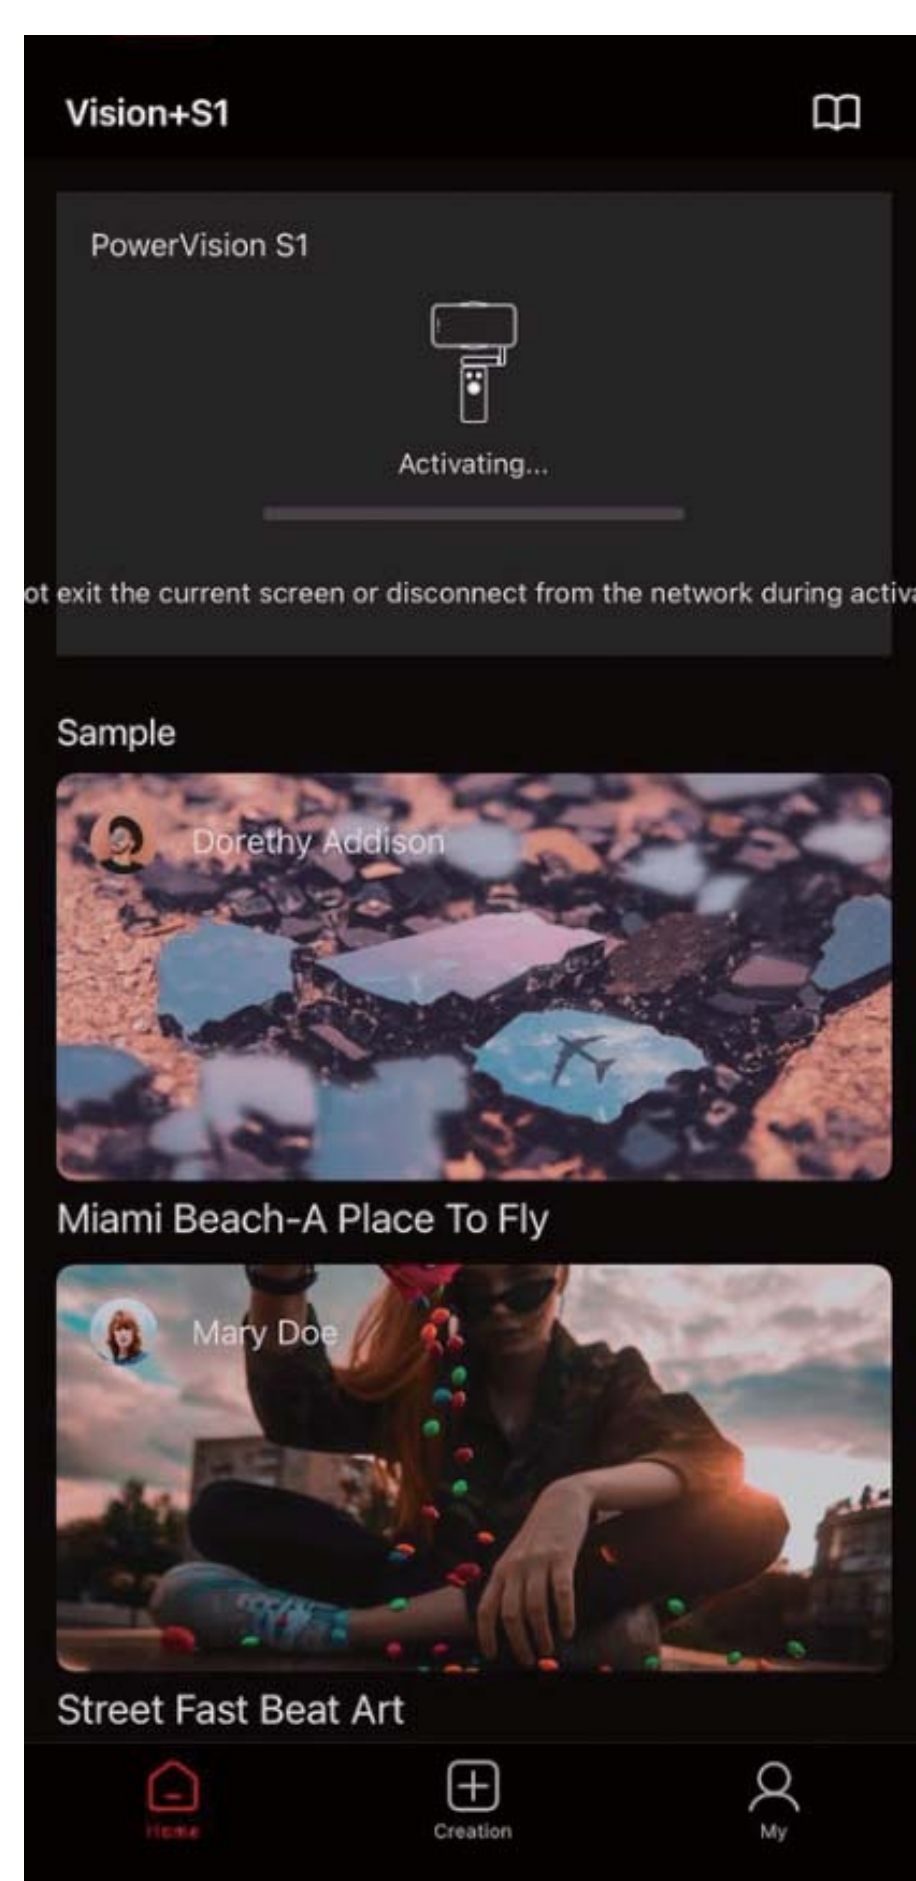 Vision+S1
PowerVision S1
Activating...
ot exit the current screen or disconnect from the network during activa
Sample
Dorethy Addison
Miami Beach-A Place To Fly
Mary Doe
Street Fast Beat Art
Home
Creation
My